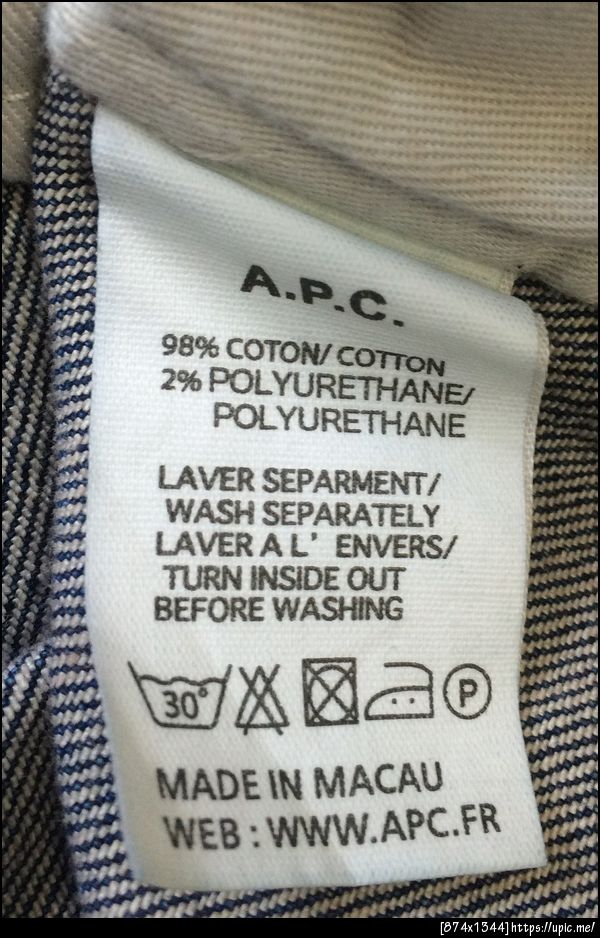 A.P.C.
98% COTON/ COTTON
2% POLYURETHANE/
POLYURETHANE
LAVER SEPARMENT/
WASH SEPARATELY
LAVER A L' ENVERS/
TURN INSIDE OUT
BEFORE WASHING
30° P
MADE IN MACAU
WEB : WWW.APC.FR
[874x1344]https://upic.me/